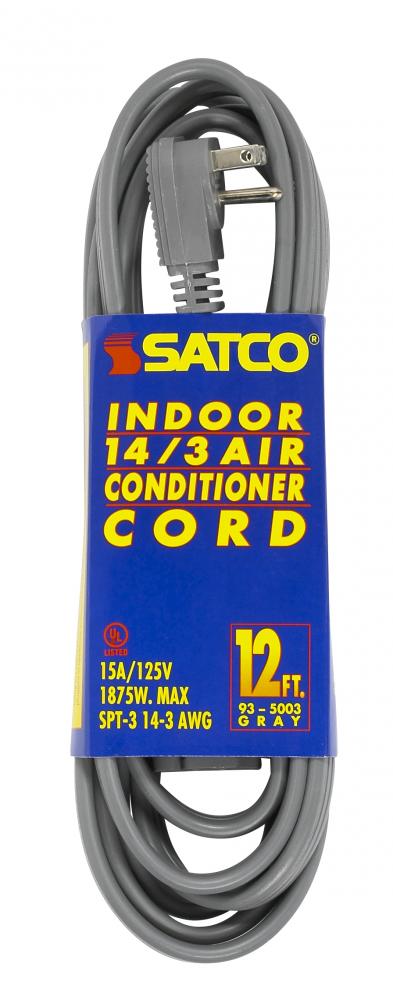 SATCO®
INDOOR
14/3 AIR
CONDITIONER
CORD
UL
LISTED
15A/125V
1875W. MAX
SPT-3 14-3 AWG
12 FT.
93-5003
GRAY